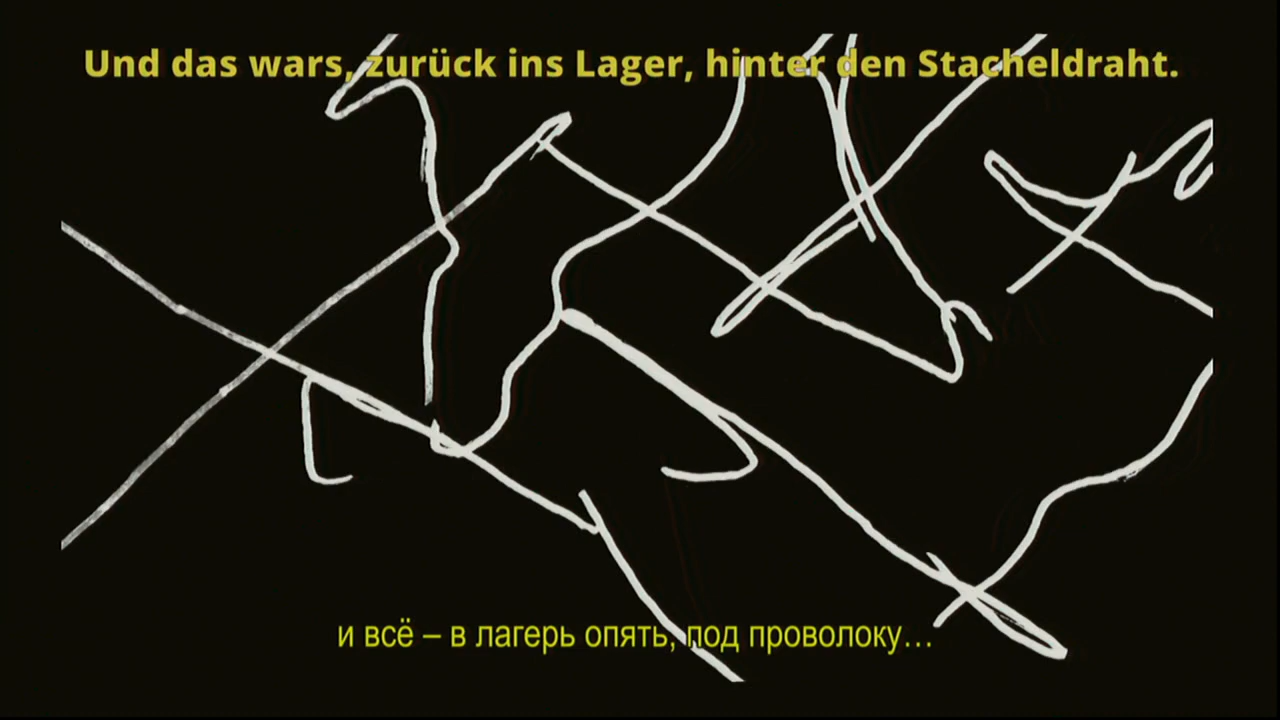 Und das wars, zurück ins Lager, hinter den Stacheldraht.
и всё – в лагерь опять, под проволоку…